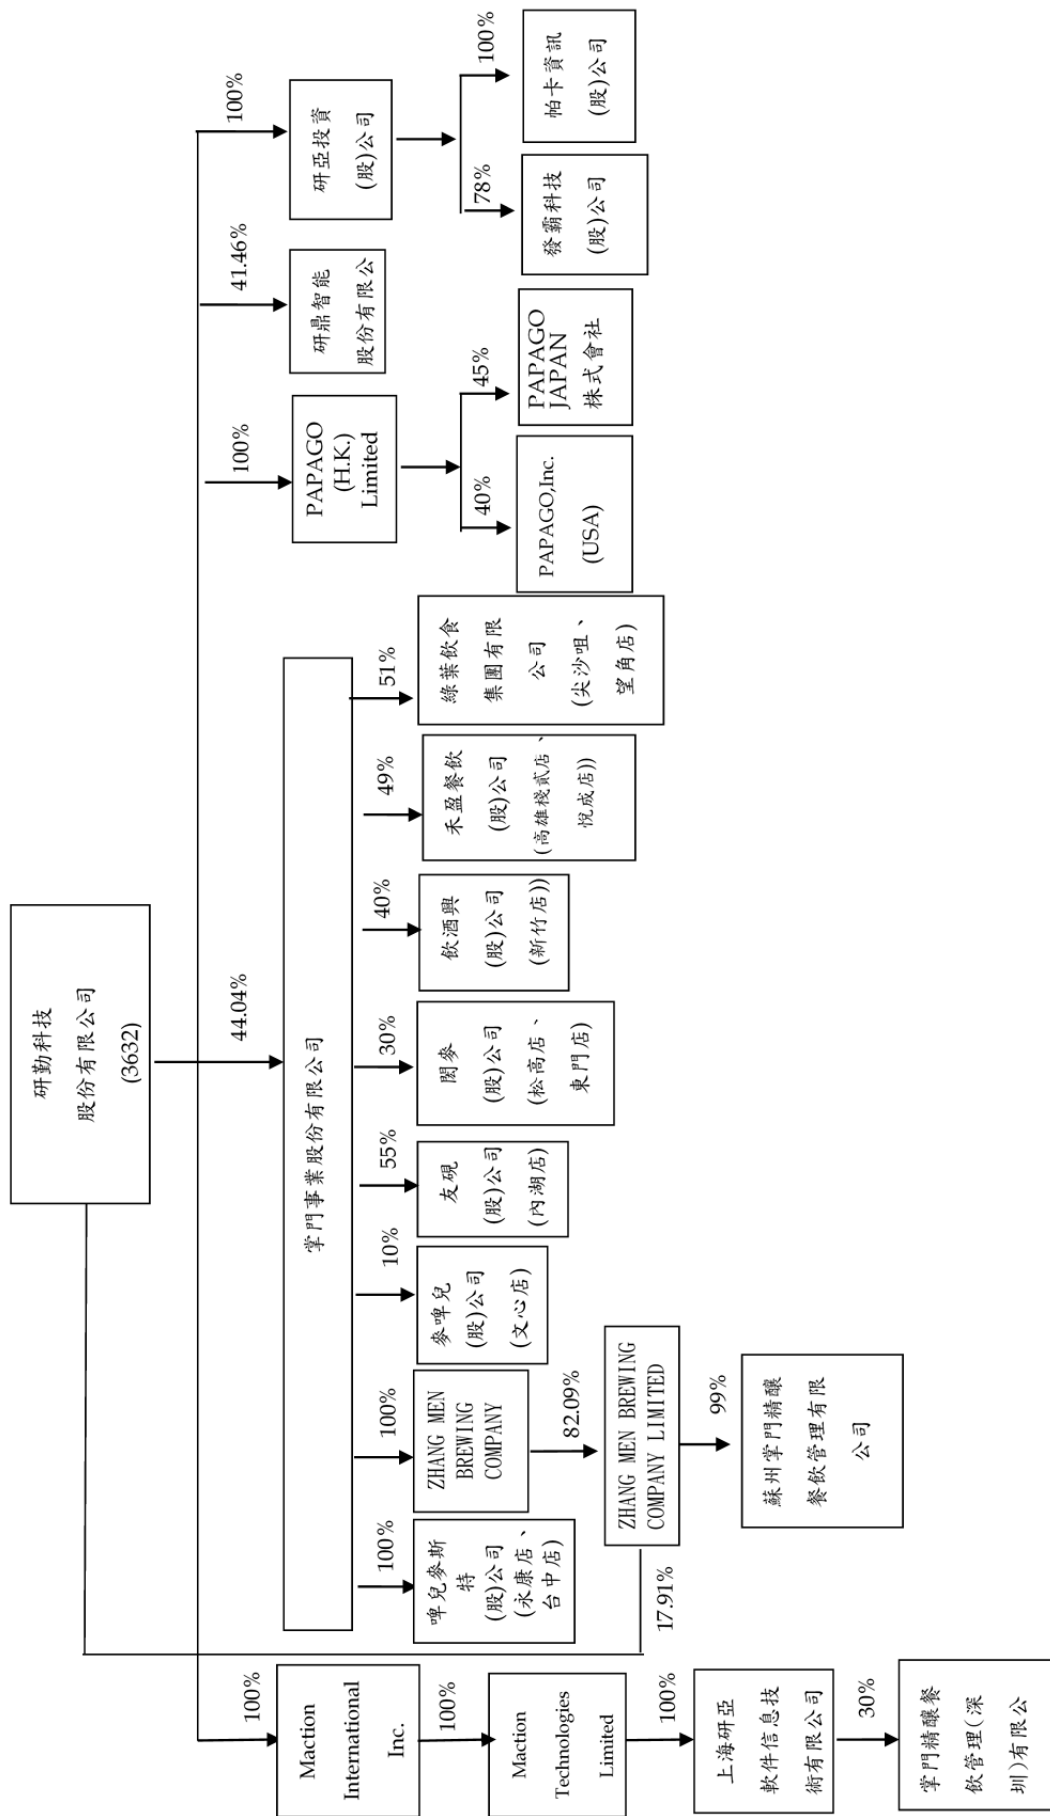 研勤科技
股份有限公司
(3632)
100%
44.04%
100%
41.46%
100%
Maction
International
Inc.
掌門事業股份有限公司
PAPAGO
(H.K.)
Limited
研鼎智能
股份有限公
研亞投資
(股)公司
100%
100%
100%
10%
55%
30%
40%
49%
51%
40%
45%
78%
100%
Maction
Technologies
Limited
啤兒麥斯
特
(股)公司
(永康店、
台中店)
ZHANG MEN
BREWING
COMPANY
麥啤兒
(股)公司
(文心店)
友硯
(股)公司
(內湖店)
閎麥
(股)公司
(松高店、
東門店)
飲酒興
(股)公司
(新竹店))
禾盈餐飲
(股)公司
(高雄棧貳店、
悅成店))
綠葉飲食
集團有限
公司
(尖沙咀、
望角店)
PAPAGO,Inc.
(USA)
PAPAGO
JAPAN
株式會社
發霸科技
(股)公司
帕卡資訊
(股)公司
100%
17.91%
82.09%
上海研亞
軟件信息技
術有限公司
ZHANG MEN BREWING
COMPANY LIMITED
30%
99%
掌門精釀餐
飲管理(深
圳)有限公
蘇州掌門精釀
餐飲管理有限
公司